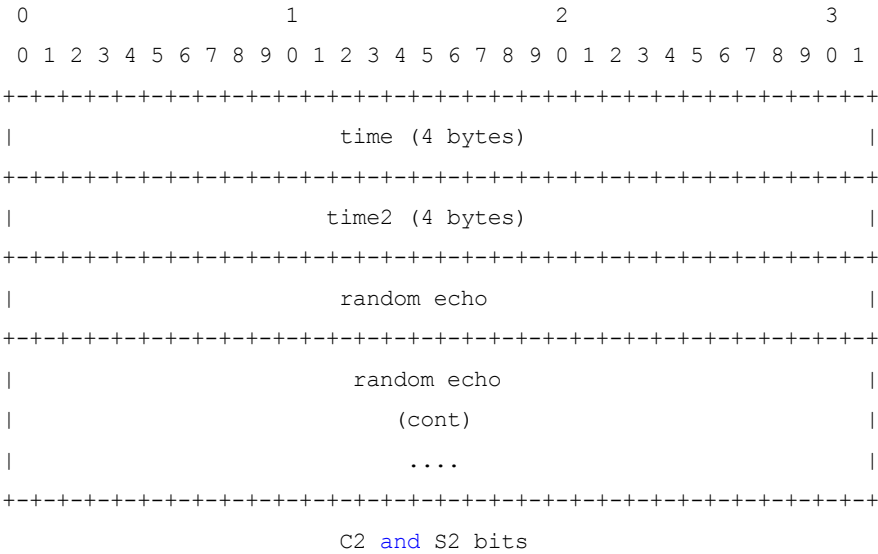 0                   1                   2                   3
0 1 2 3 4 5 6 7 8 9 0 1 2 3 4 5 6 7 8 9 0 1 2 3 4 5 6 7 8 9 0 1
+-+-+-+-+-+-+-+-+-+-+-+-+-+-+-+-+-+-+-+-+-+-+-+-+-+-+-+-+-+-+-+-+
| time (4 bytes) |
+-+-+-+-+-+-+-+-+-+-+-+-+-+-+-+-+-+-+-+-+-+-+-+-+-+-+-+-+-+-+-+-+
| time2 (4 bytes) |
+-+-+-+-+-+-+-+-+-+-+-+-+-+-+-+-+-+-+-+-+-+-+-+-+-+-+-+-+-+-+-+-+
| random echo |
+-+-+-+-+-+-+-+-+-+-+-+-+-+-+-+-+-+-+-+-+-+-+-+-+-+-+-+-+-+-+-+-+
| random echo |
| (cont) |
| .... |
+-+-+-+-+-+-+-+-+-+-+-+-+-+-+-+-+-+-+-+-+-+-+-+-+-+-+-+-+-+-+-+-+
C2 and S2 bits